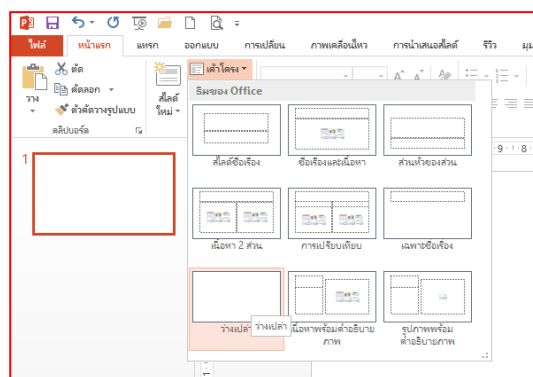 ไฟล์ หน้าแรก แทรก ออกแบบ การเปลี่ยน ภาพเคลื่อนไหว การนำเสนอสไลด์ รีวิว มุม
วาง
ตัด
คัดลอก
ตัวคัดวางรูปแบบ
คลิปบอร์ด
สไลด์
ใหม่
เค้าโครง
ธีมของ Office
สไลด์ชื่อเรื่อง ชื่อเรื่องและเนื้อหา ส่วนหัวของส่วน
เนื้อหา 2 ส่วน การเปรียบเทียบ เฉพาะชื่อเรื่อง
ว่างเปล่า ว่างเปล่า เนื้อหาพร้อมคำอธิบาย
ภาพ
รูปภาพพร้อม
คำอธิบายภาพ
1
9 8